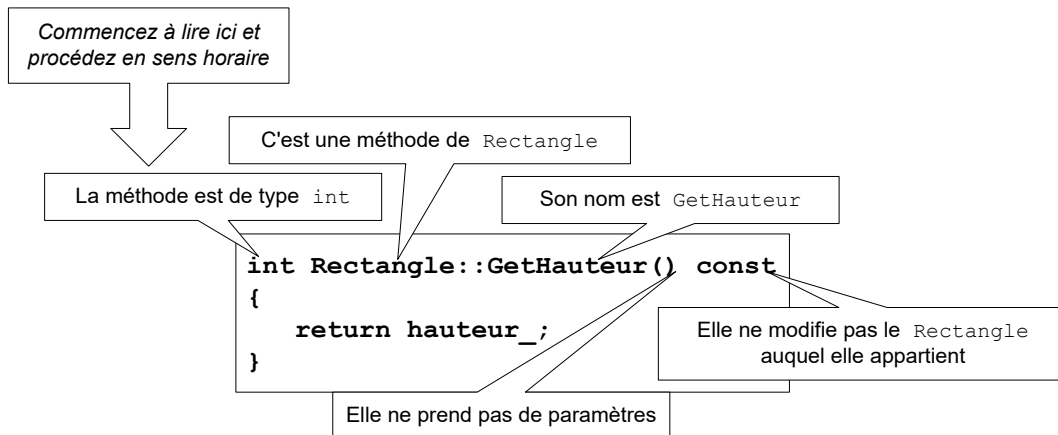 Commencez à lire ici et
procédez en sens horaire
C'est une méthode de Rectangle
La méthode est de type int
Son nom est GetHauteur
int Rectangle::GetHauteur() const
{
return hauteur_;
}
Elle ne modifie pas le Rectangle
auquel elle appartient
Elle ne prend pas de paramètres